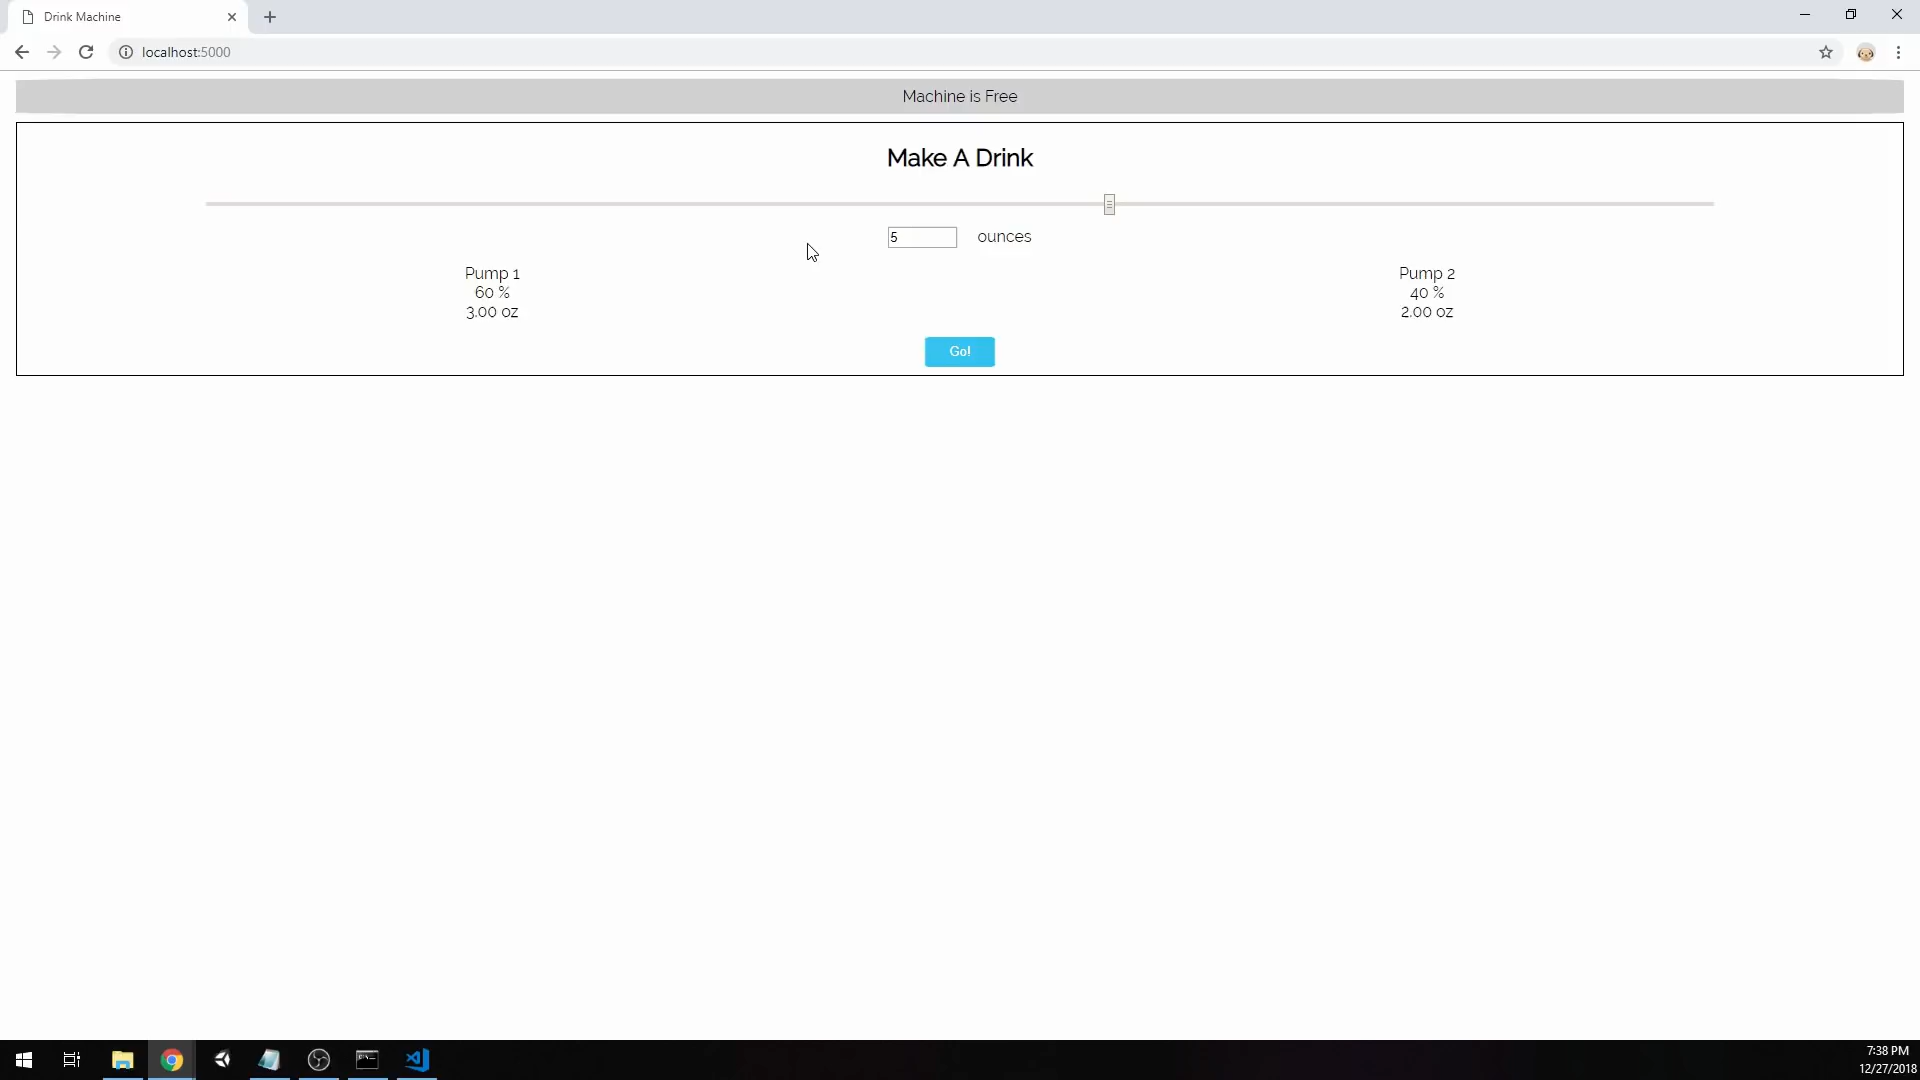 Drink Machine
localhost:5000
Machine is Free
Make A Drink
5 ounces
Pump 1
60 %
3.00 oz
Pump 2
40 %
2.00 oz
Go!
7:38 PM
12/27/2018